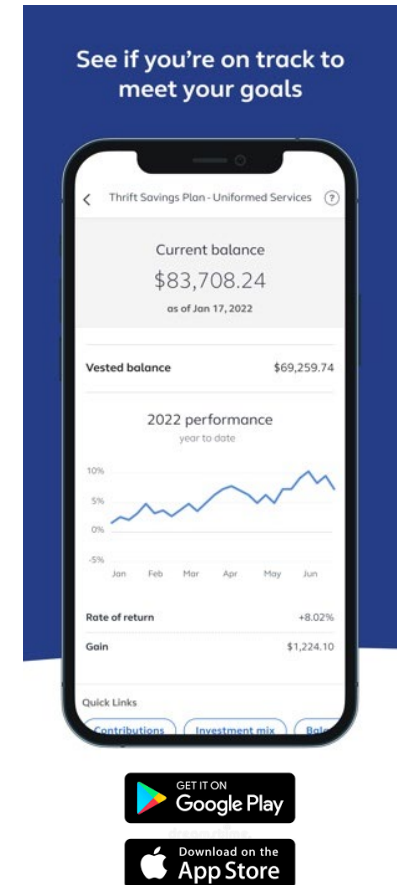 See if you're on track to
meet your goals
Thrift Savings Plan - Uniformed Services ?
Current balance
$83,708.24
as of Jan 17, 2022
Vested balance $69,259.74
2022 performance
year to date
10%
5%
0%
-5%
Jan Feb Mar Apr May Jun
Rate of return +8.02%
Gain $1,224.10
Quick Links
Contributions Investment mix
GET IT ON
Google Play
Download on the
App Store